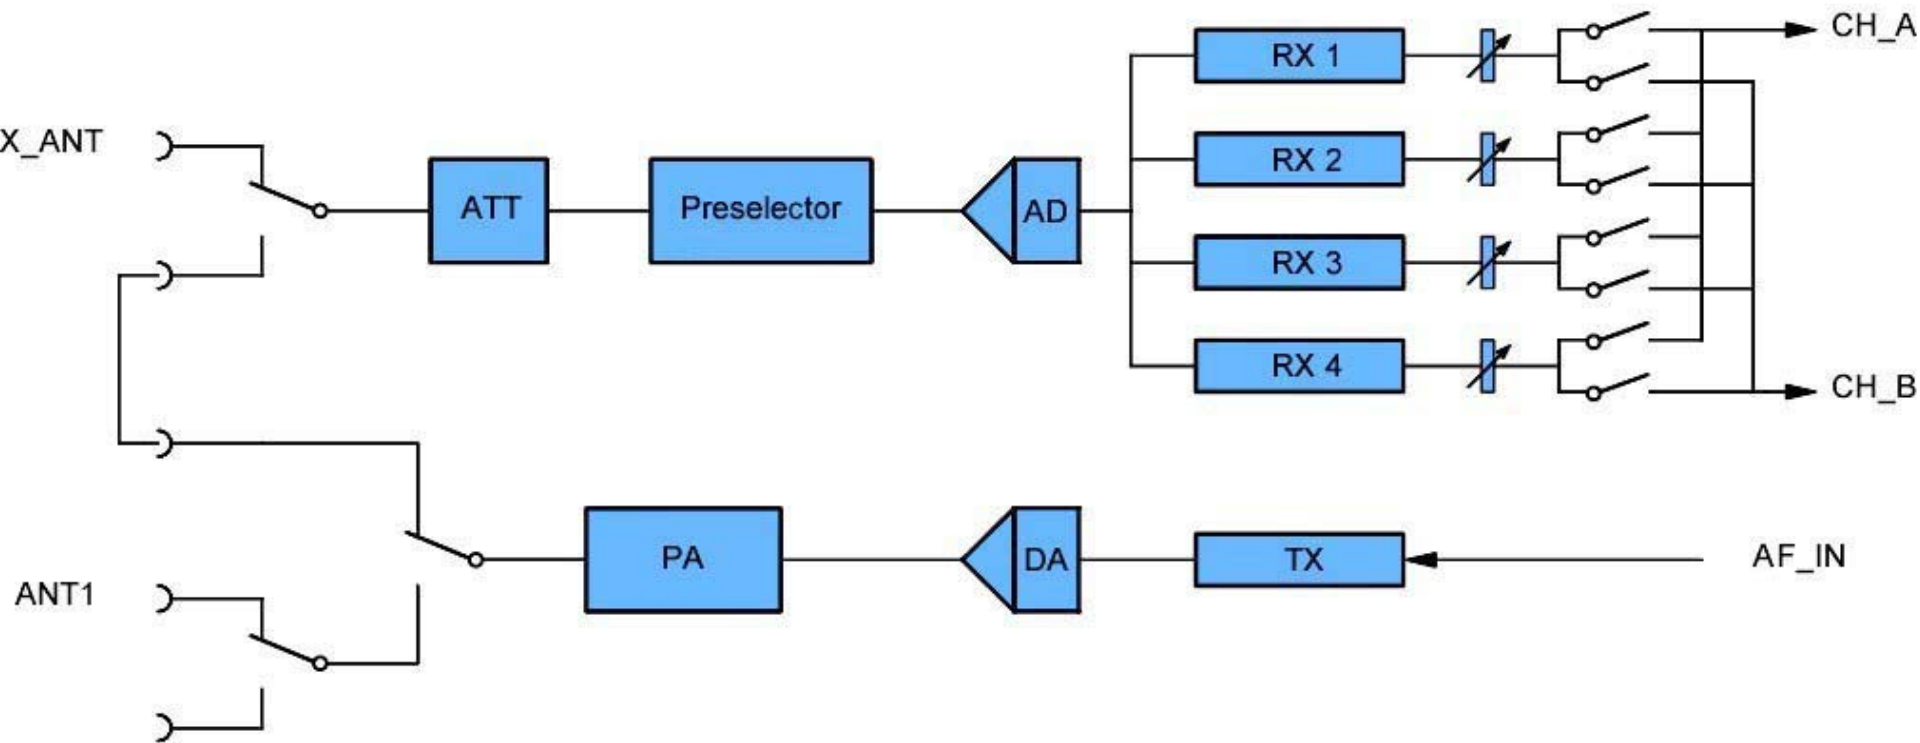 CH_A
RX 1
X_ANT
RX 2
ATT
Preselector
AD
RX 3
RX 4
CH_B
PA
DA
TX
AF_IN
ANT1